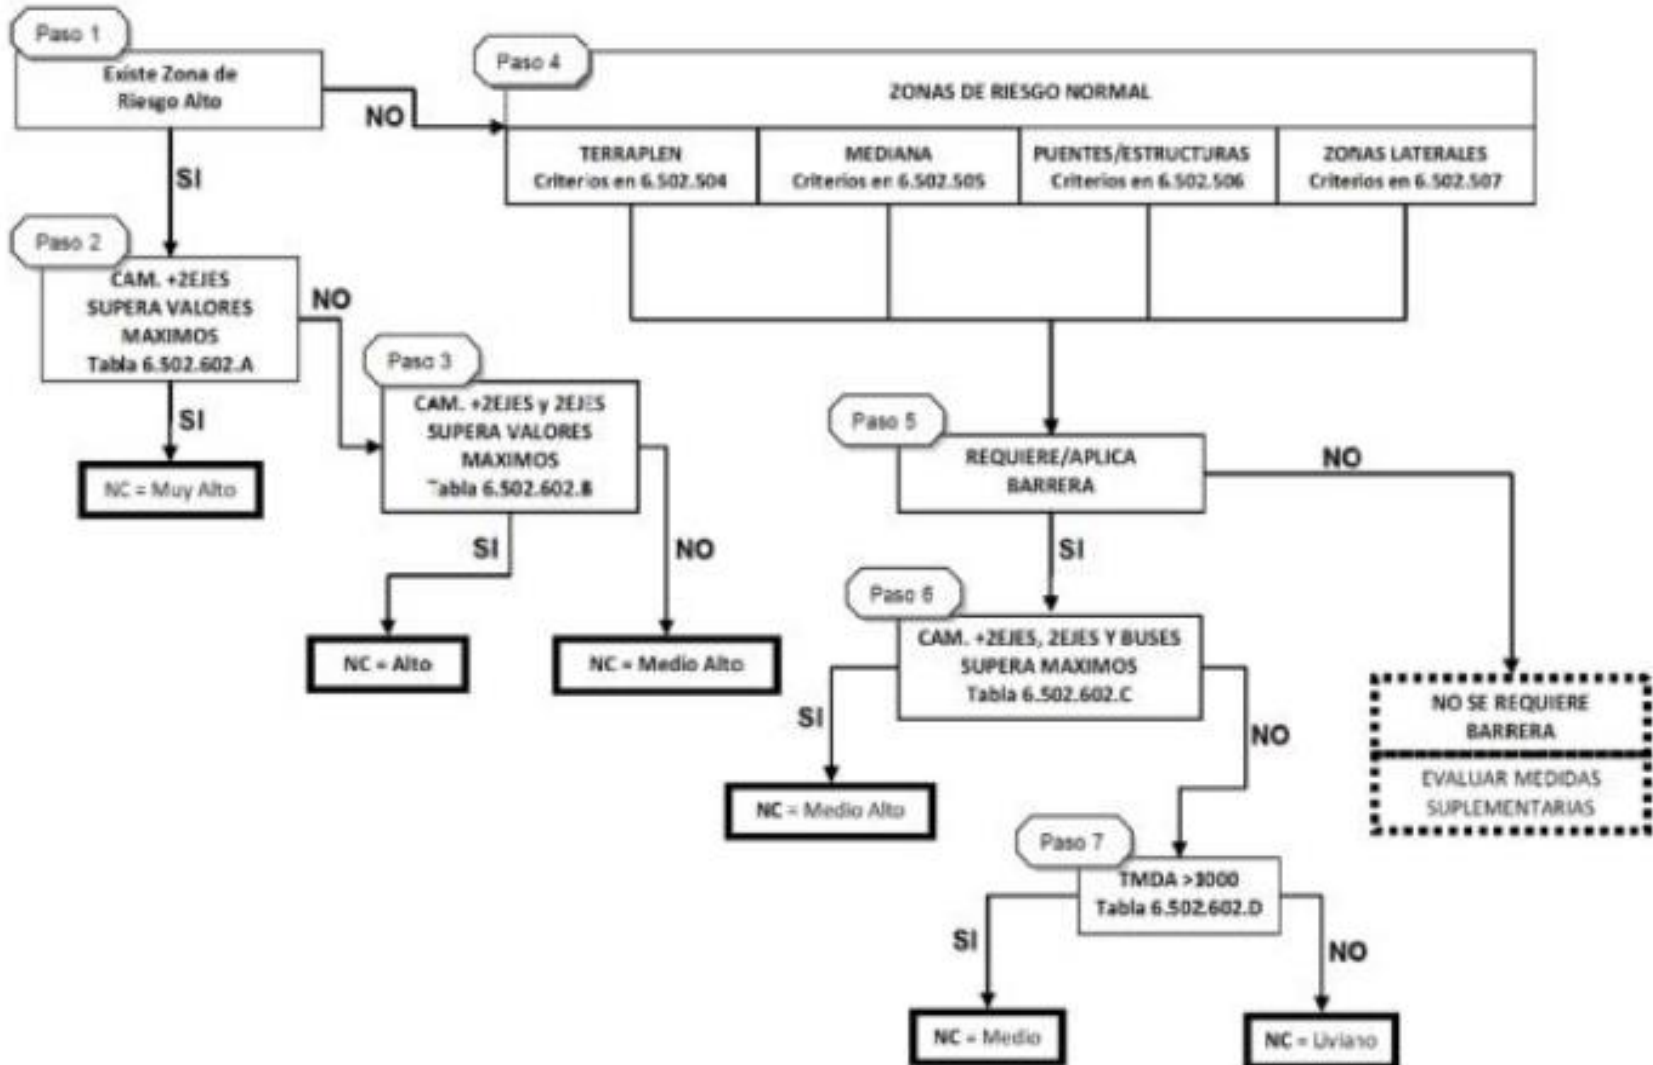 Paso 1
Existe Zona de
Riesgo Alto
NO
SI
Paso 4
ZONAS DE RIESGO NORMAL
TERRAPLEN
Criterios en 6.502.504
MEDIANA
Criterios en 6.502.505
PUENTES/ESTRUCTURAS
Criterios en 6.502.506
ZONAS LATERALES
Criterios en 6.502.507
Paso 2
CAM. +2EJES
SUPERA VALORES
MAXIMOS
Tabla 6.502.602.A
NO
SI
NC = Muy Alto
Paso 3
CAM. +2EJES y 2EJES
SUPERA VALORES
MAXIMOS
Tabla 6.502.602.B
SI
NO
NC = Alto
NC = Medio Alto
Paso 5
REQUIERE/APLICA
BARRERA
NO
SI
Paso 6
CAM. +2EJES, 2EJES Y BUSES
SUPERA MAXIMOS
Tabla 6.502.602.C
SI
NO
NC = Medio Alto
NO SE REQUIERE
BARRERA
EVALUAR MEDIDAS
SUPLEMENTARIAS
Paso 7
TMDA
Tabla 6.502.602.D
SI
NO
NC = Medio
NC = Liviano